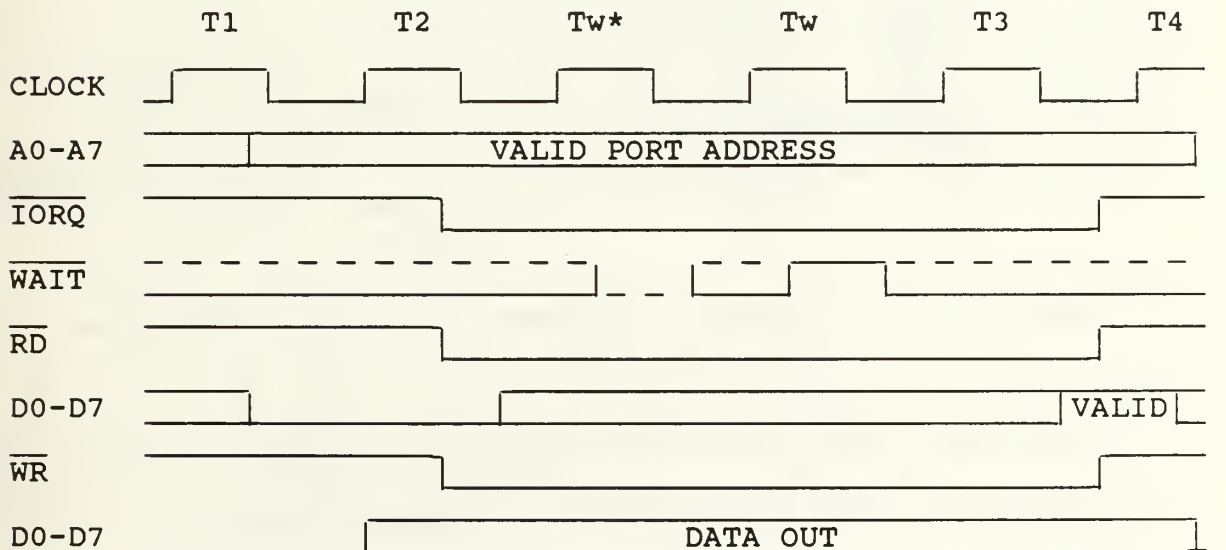 T1 T2 Tw* Tw T3 T4
CLOCK
A0-A7 VALID PORT ADDRESS
IORQ
WAIT
RD
D0-D7 VALID
WR
D0-D7 DATA OUT